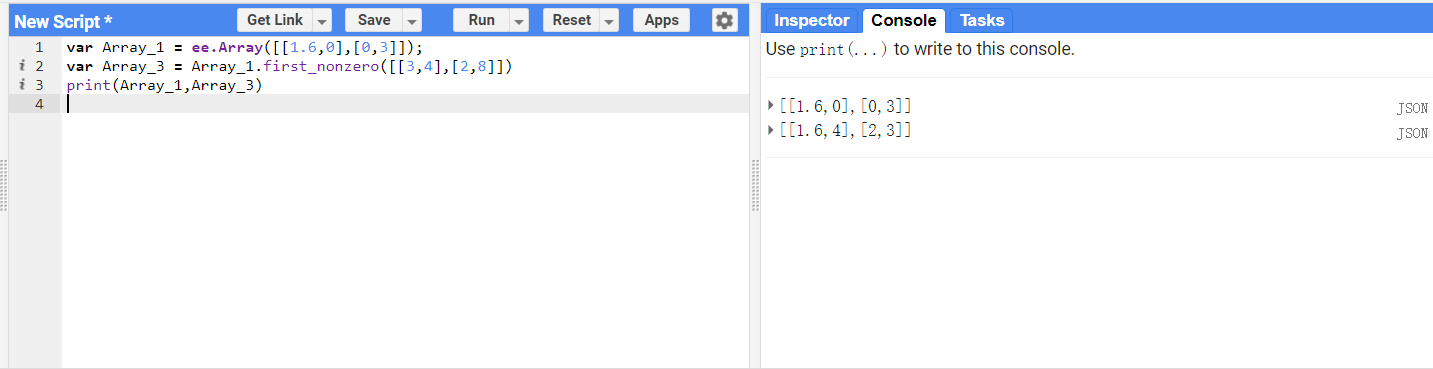 New Script * Get Link Save Run Reset Apps
1 var Array_1 = ee.Array([[1.6,0],[0,3]]);
i 2 var Array_3 = Array_1.first_nonzero([[3,4],[2,8]])
i 3 print(Array_1,Array_3)
4
Inspector Console Tasks
Use print(...) to write to this console.
[[1.6,0],[0,3]] JSON
[[1.6,4],[2,3]] JSON